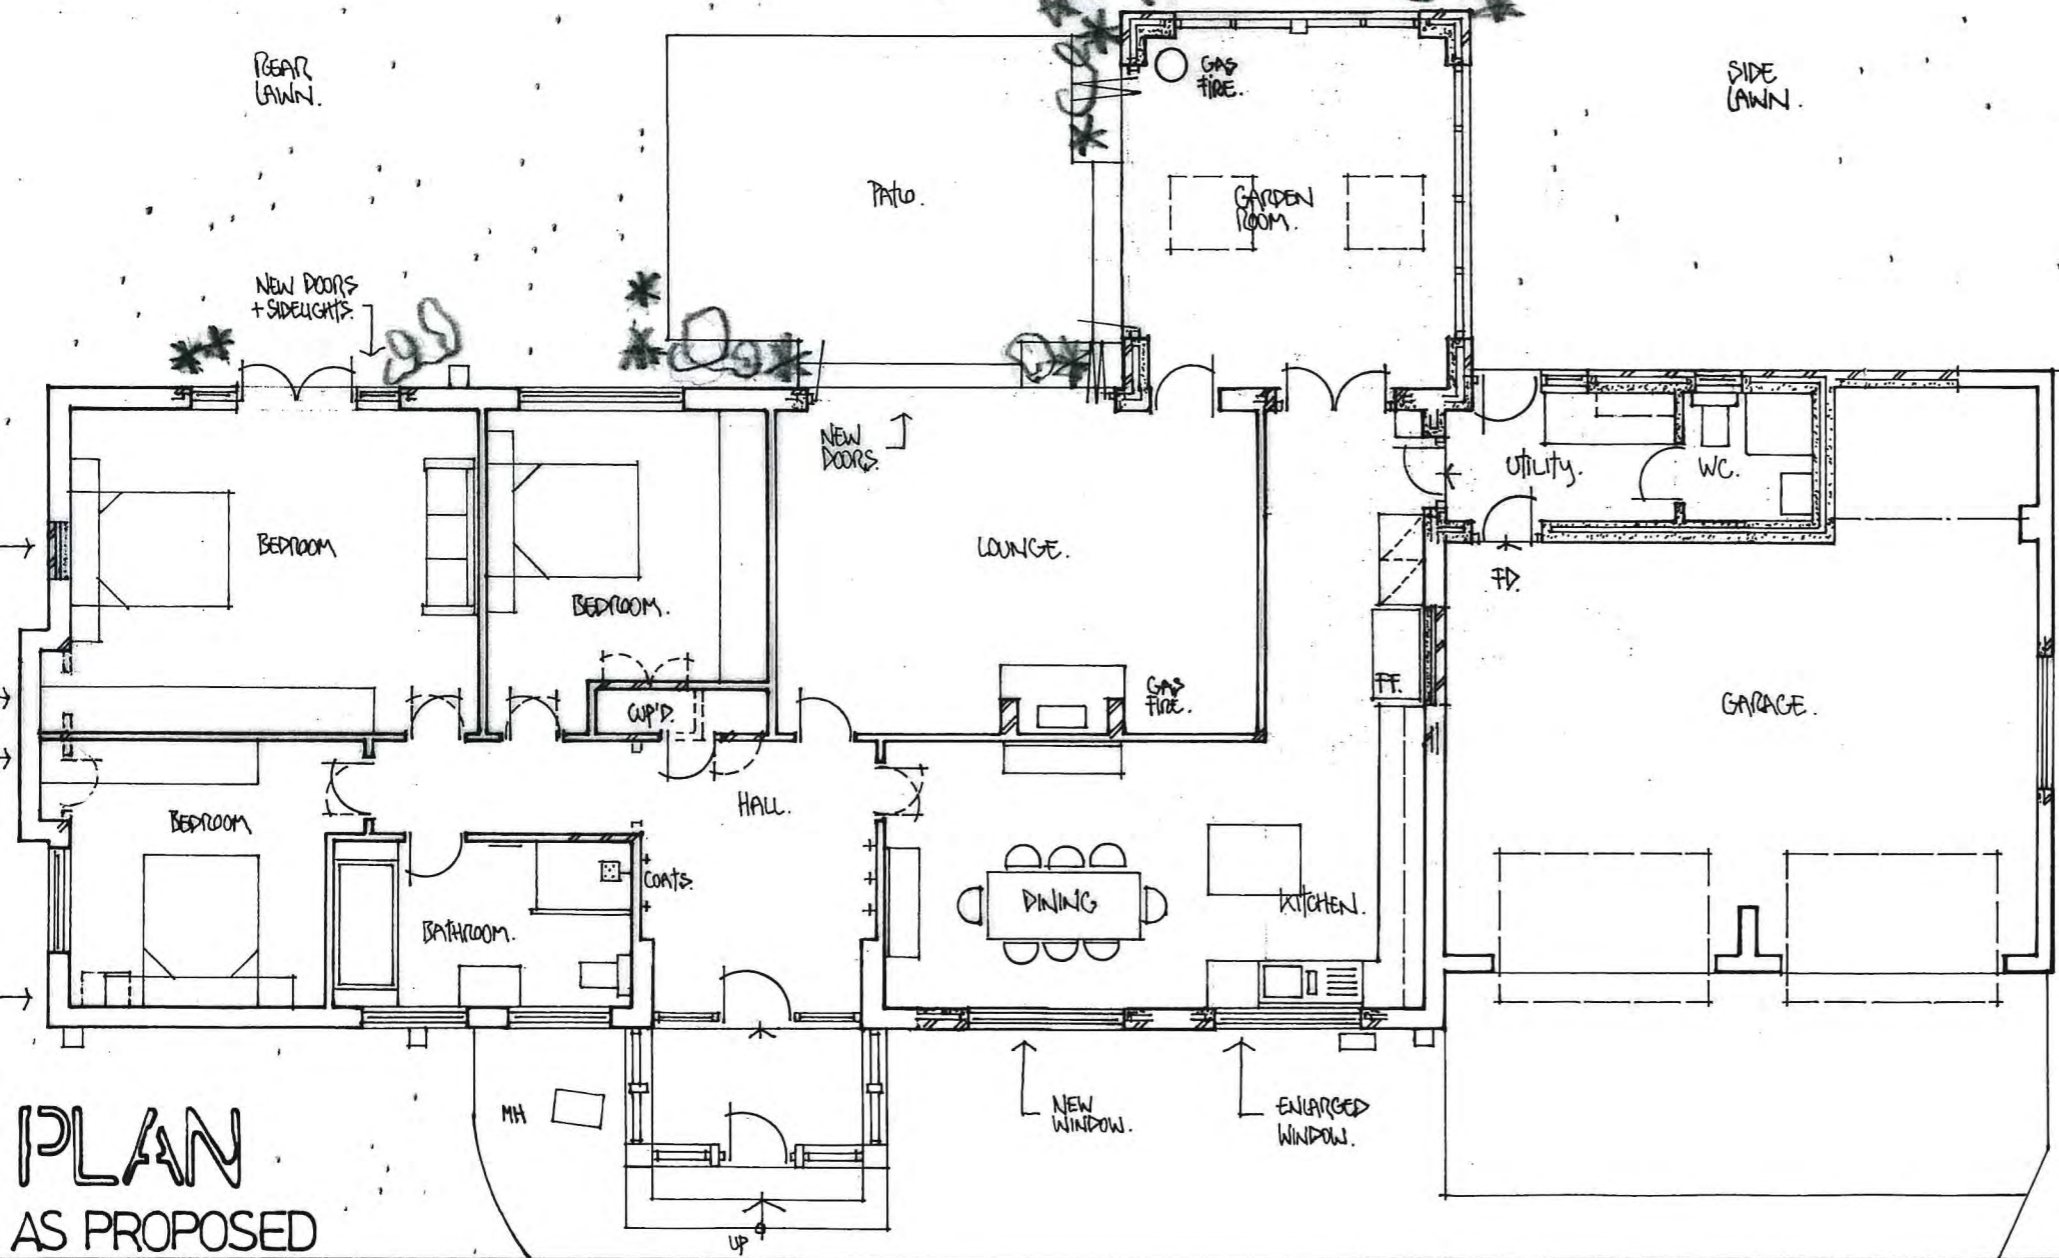 REAR
LAWN.
GAS
FIRE.
SIDE
LAWN.
PATIO.
GARDEN
ROOM.
NEW DOORS
+ SIDELIGHTS.
NEW
DOORS.
UTILITY.
WC.
BEDROOM
LOUNGE.
BEDROOM.
FD.
GAS
FIRE.
FF.
CUP'D.
GARAGE.
HALL.
BEDROOM
COATS.
DINING
KITCHEN.
BATHROOM.
MH
NEW
WINDOW.
ENLARGED
WINDOW.
PLAN
AS PROPOSED
UP